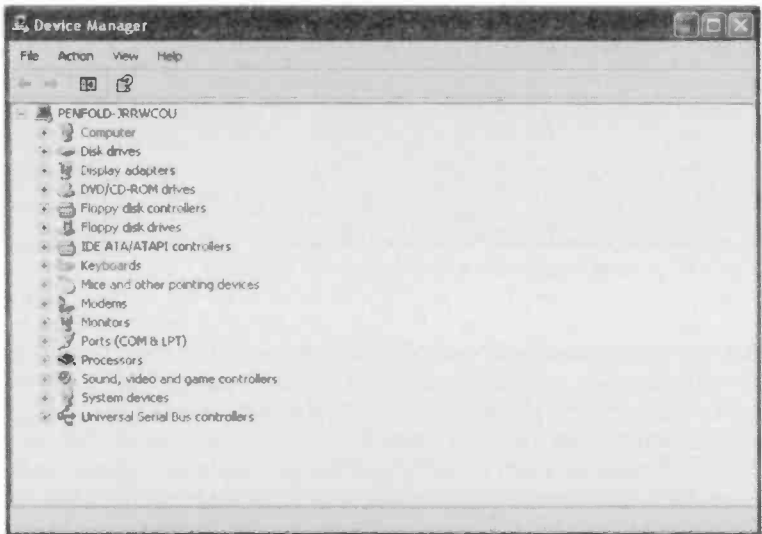 Device Manager
File Action View Help
PENFOLD-JRRWCOU
Computer
Disk drives
Display adapters
DVD/CD-ROM drives
Floppy disk controllers
Floppy disk drives
IDE ATA/ATAPI controllers
Keyboards
Mice and other pointing devices
Modems
Monitors
Ports (COM & LPT)
Processors
Sound, video and game controllers
System devices
Universal Serial Bus controllers